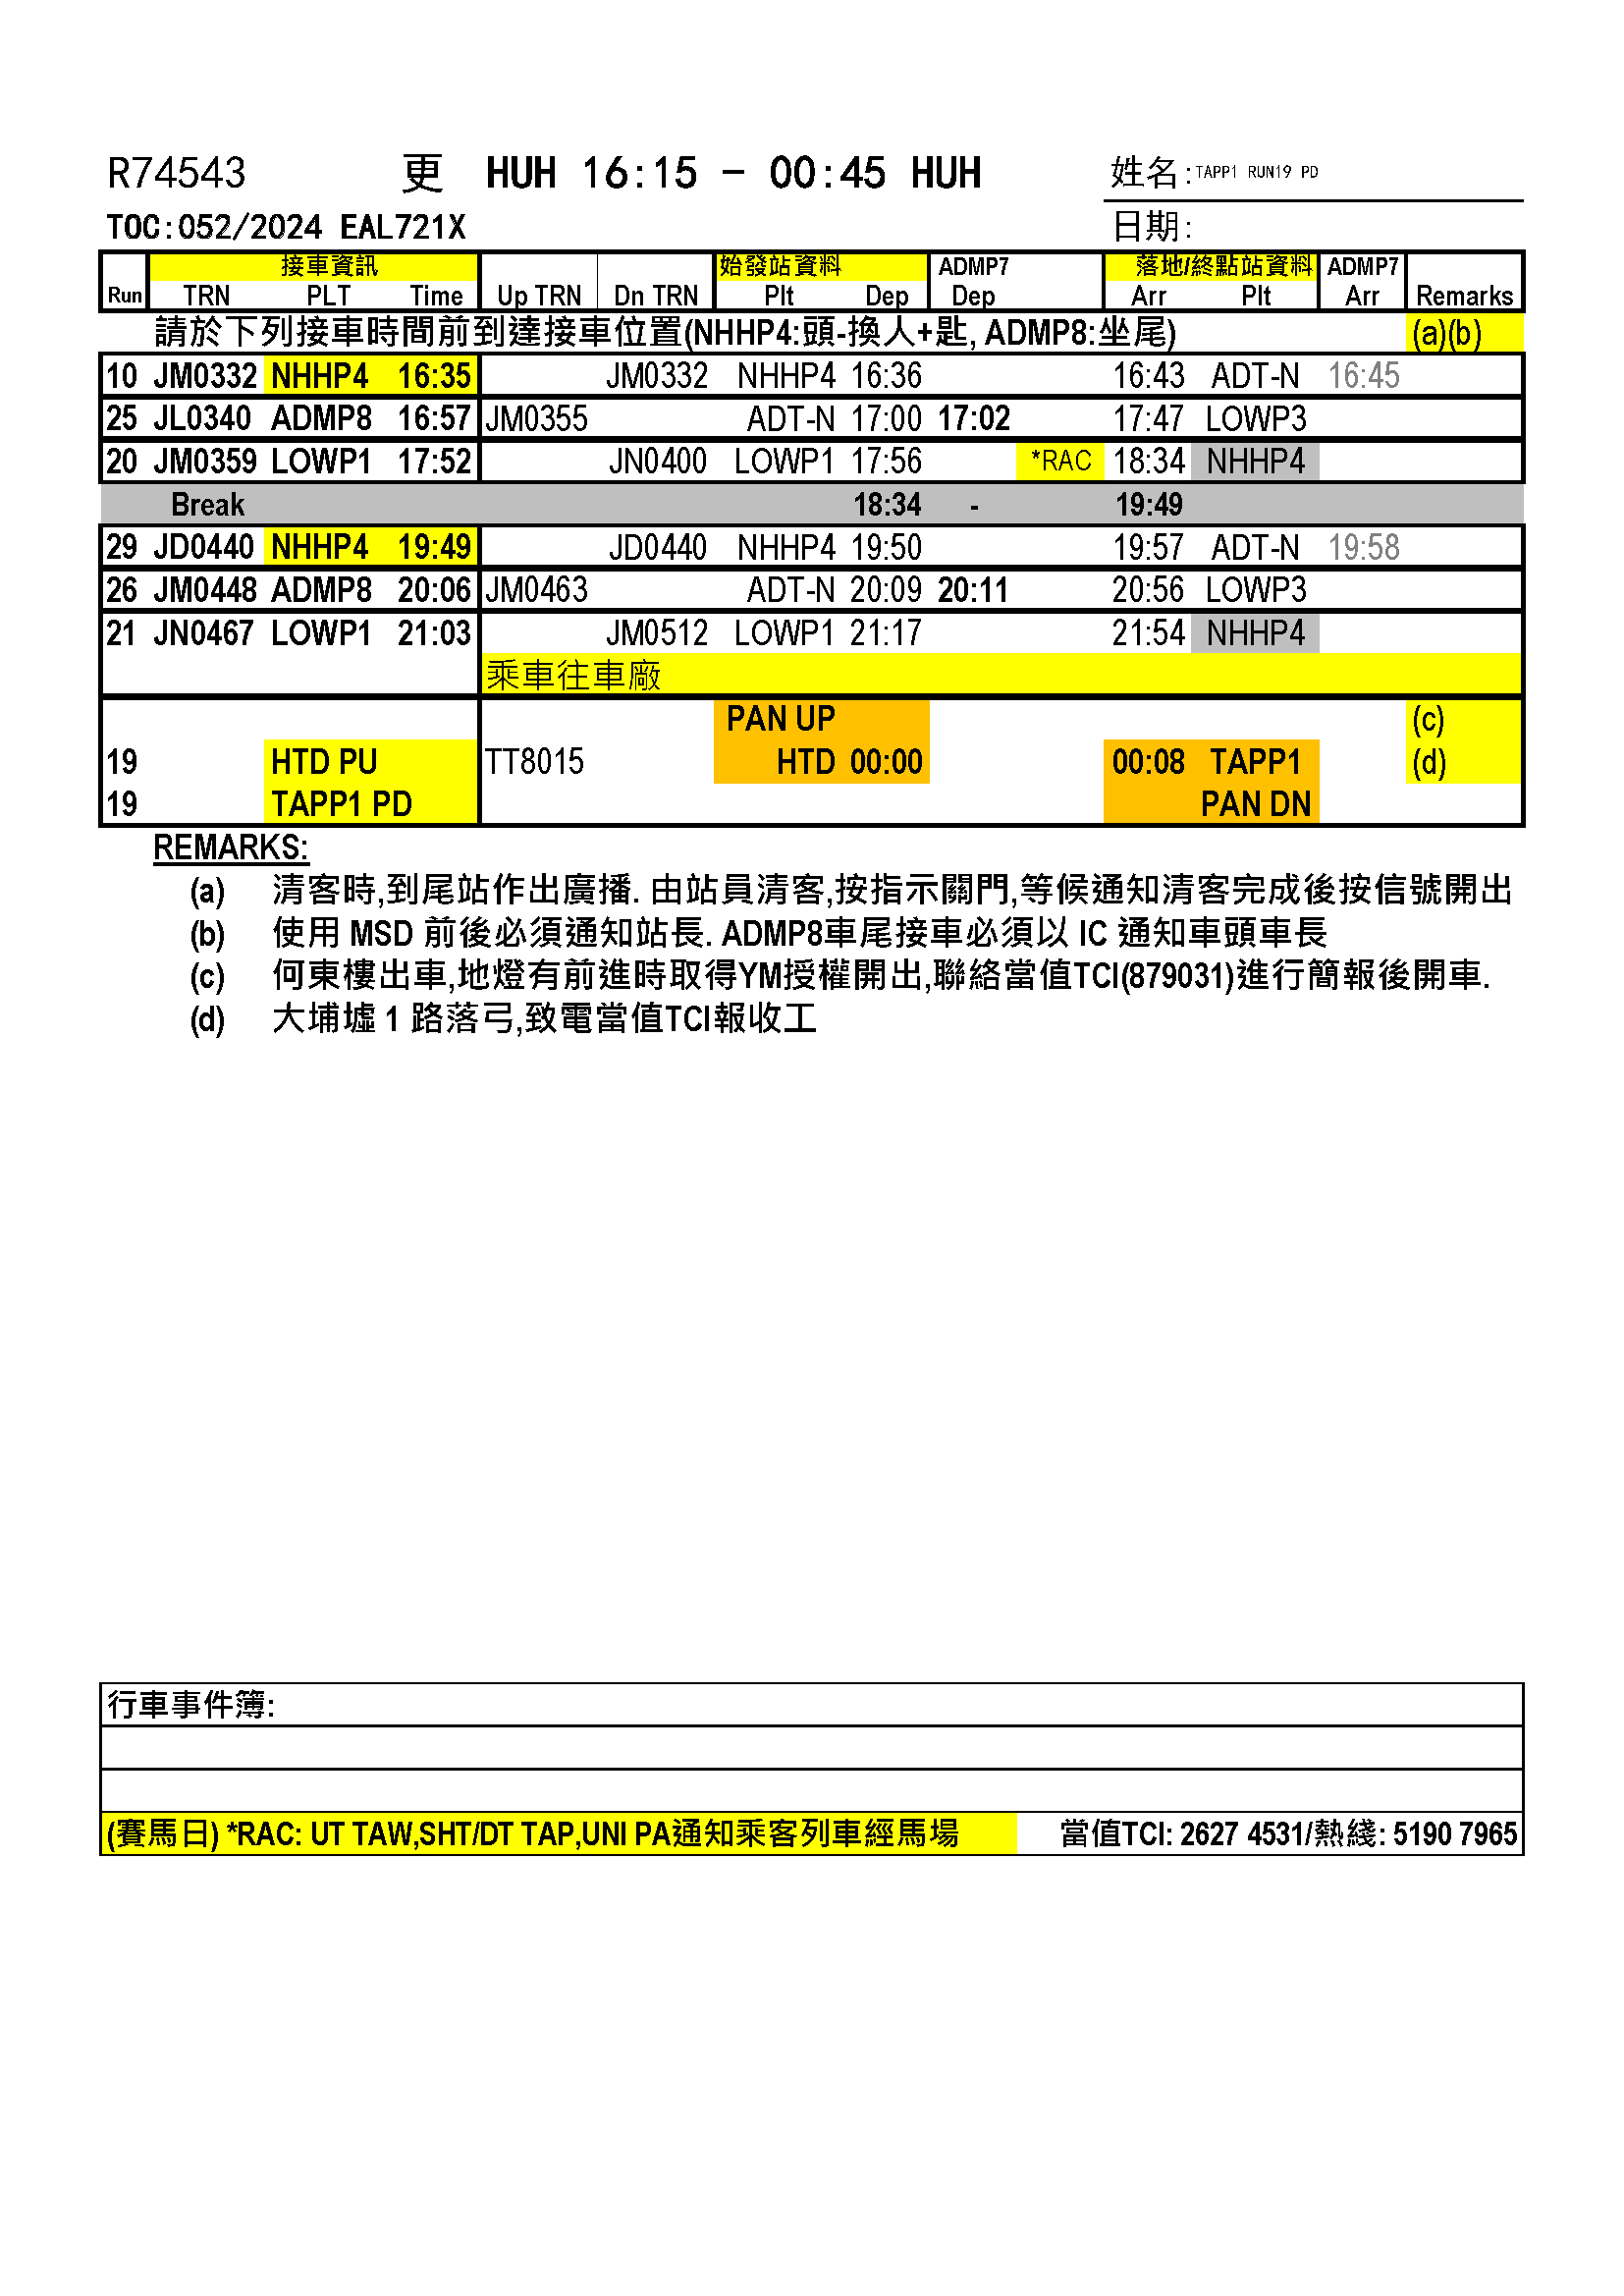 R74543 更 HUH 16:15 - 00:45 HUH 姓名:TAPP1 RUN19 PD
TOC:052/2024 EAL721X 日期:
接車資訊 始發站資料 ADMP7 落地/終點站資料 ADMP7
Run TRN PLT Time Up TRN Dn TRN Plt Dep Dep Arr Plt Arr Remarks
請於下列接車時間前到達接車位置(NHHP4:頭-換人+匙, ADMP8:坐尾) (a)(b)
10 JM0332 NHHP4 16:35 JM0332 NHHP4 16:36 16:43 ADT-N 16:45
25 JL0340 ADMP8 16:57 JM0355 ADT-N 17:00 17:02 17:47 LOWP3
20 JM0359 LOWP1 17:52 JN0400 LOWP1 17:56 *RAC 18:34 NHHP4
Break 18:34 - 19:49
29 JD0440 NHHP4 19:49 JD0440 NHHP4 19:50 19:57 ADT-N 19:58
26 JM0448 ADMP8 20:06 JM0463 ADT-N 20:09 20:11 20:56 LOWP3
21 JN0467 LOWP1 21:03 JM0512 LOWP1 21:17 21:54 NHHP4
乘車往車廠
PAN UP (c)
19 HTD PU TT8015 HTD 00:00 00:08 TAPP1 (d)
19 TAPP1 PD PAN DN
REMARKS:
(a) 清客時,到尾站作出廣播. 由站員清客,按指示關門,等候通知清客完成後按信號開出
(b) 使用 MSD 前後必須通知站長. ADMP8車尾接車必須以 IC 通知車頭車長
(c) 何東樓出車,地燈有前進時取得YM授權開出,聯絡當值TCI(879031)進行簡報後開車.
(d) 大埔墟 1 路落弓,致電當值TCI報收工
行車事件簿:
(賽馬日) *RAC: UT TAW,SHT/DT TAP,UNI PA通知乘客列車經馬場 當值TCI: 2627 4531/熱綫: 5190 7965